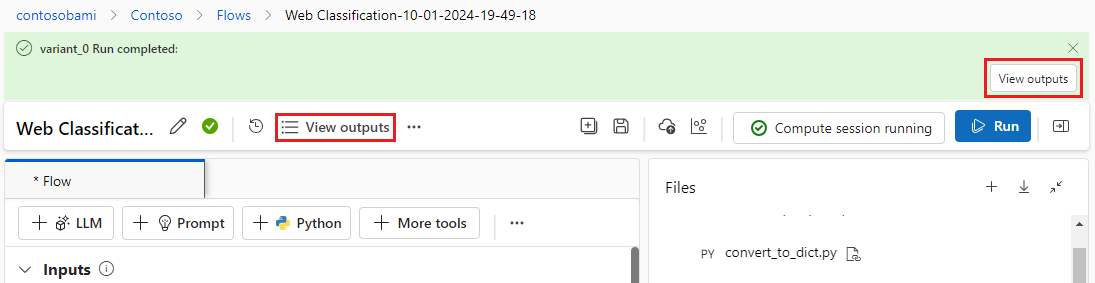 contosobami > Contoso > Flows > Web Classification-10-01-2024-19-49-18
variant_0 Run completed:
View outputs
Web Classificat... View outputs ... Compute session running Run
* Flow
Files
+ LLM + Prompt + Python + More tools ...
PY convert_to_dict.py
Inputs